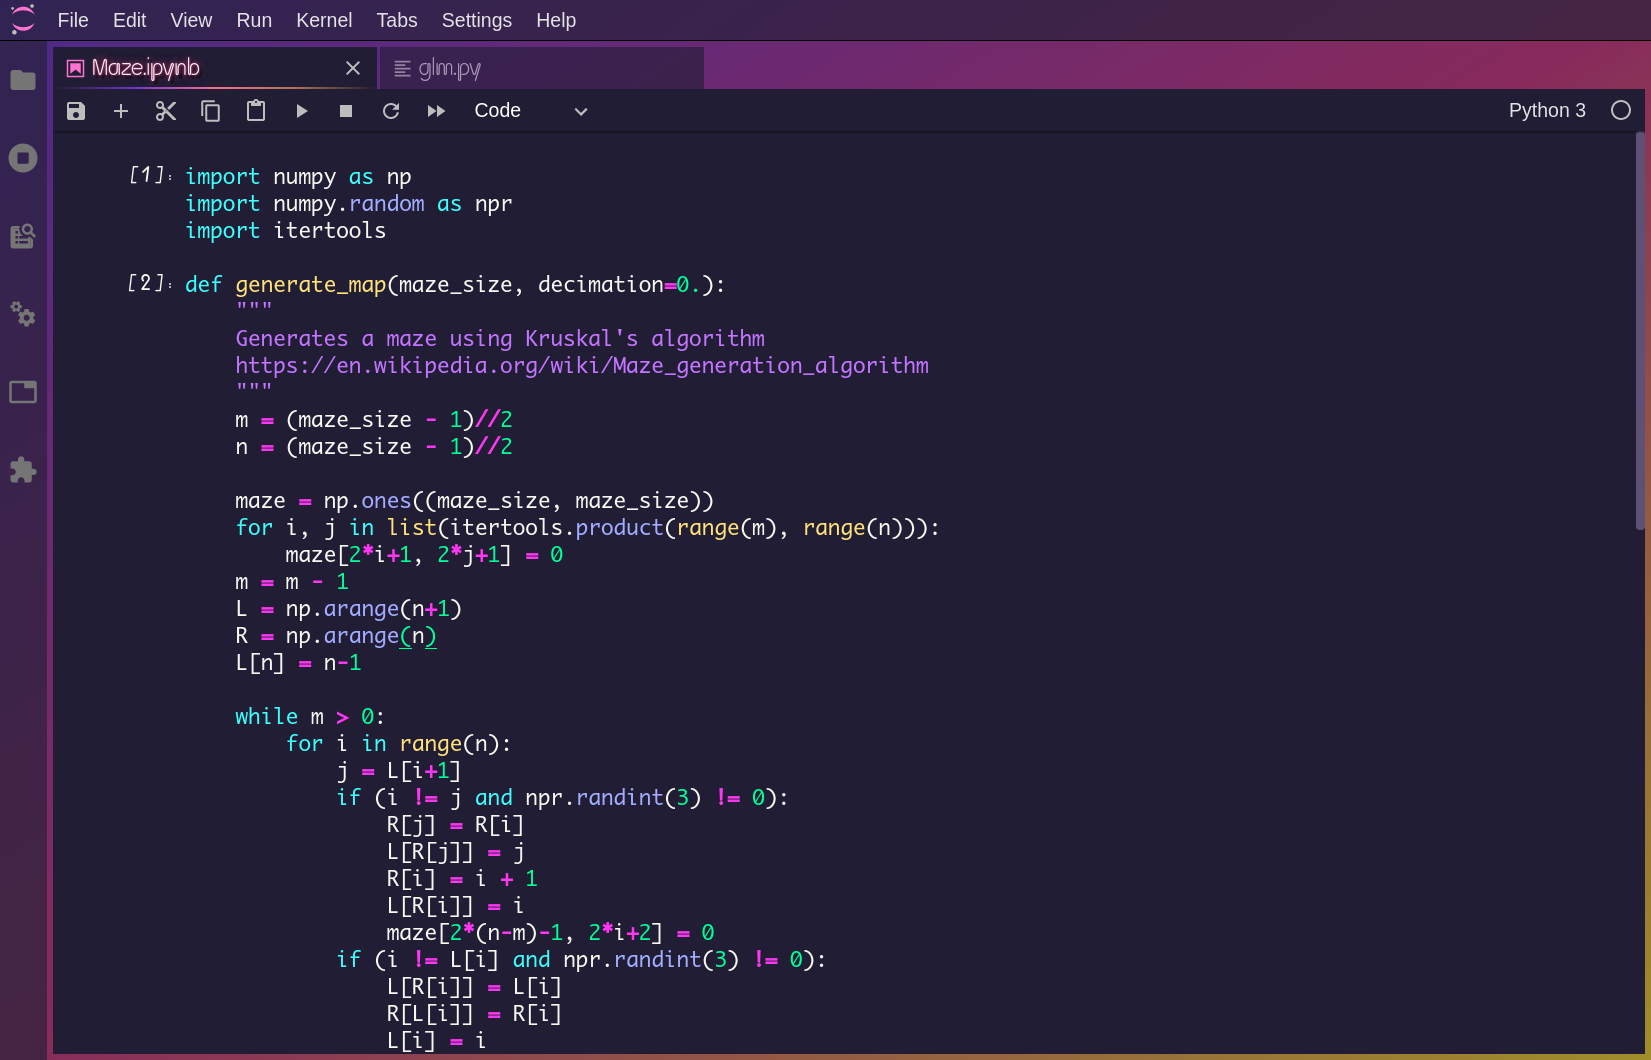 File Edit View Run Kernel Tabs Settings Help
Maze.ipynb glm.py
Code Python 3
[1]: import numpy as np
import numpy.random as npr
import itertools
[2]: def generate_map(maze_size, decimation=0.):
"""
Generates a maze using Kruskal's algorithm
https://en.wikipedia.org/wiki/Maze_generation_algorithm
"""
m = (maze_size - 1)//2
n = (maze_size - 1)//2
maze = np.ones((maze_size, maze_size))
for i, j in list(itertools.product(range(m), range(n))):
maze[2*i+1, 2*j+1] = 0
m = m - 1
L = np.arange(n+1)
R = np.arange(n)
L[n] = n-1
while m > 0:
for i in range(n):
j = L[i+1]
if (i != j and npr.randint(3) != 0):
R[j] = R[i]
L[R[j]] = j
R[i] = i + 1
L[R[i]] = i
maze[2*(n-m)-1, 2*i+2] = 0
if (i != L[i] and npr.randint(3) != 0):
L[R[i]] = L[i]
R[L[i]] = R[i]
L[i] = i